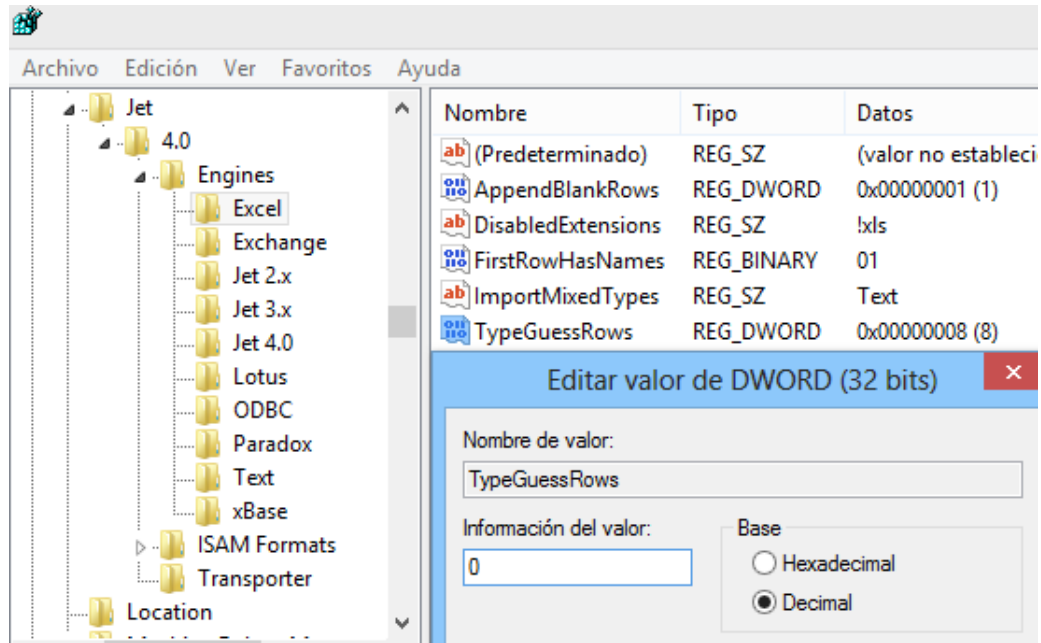 Archivo Edición Ver Favoritos Ayuda
Jet
4.0
Engines
Excel
Exchange
Jet 2.x
Jet 3.x
Jet 4.0
Lotus
ODBC
Paradox
Text
xBase
ISAM Formats
Transporter
Location
Nombre Tipo Datos
(Predeterminado) REG_SZ (valor no estableci
AppendBlankRows REG_DWORD 0x00000001 (1)
DisabledExtensions REG_SZ !xls
FirstRowHasNames REG_BINARY 01
ImportMixedTypes REG_SZ Text
TypeGuessRows REG_DWORD 0x00000008 (8)
Editar valor de DWORD (32 bits)
Nombre de valor:
TypeGuessRows
Información del valor:
0
Base
Hexadecimal
Decimal